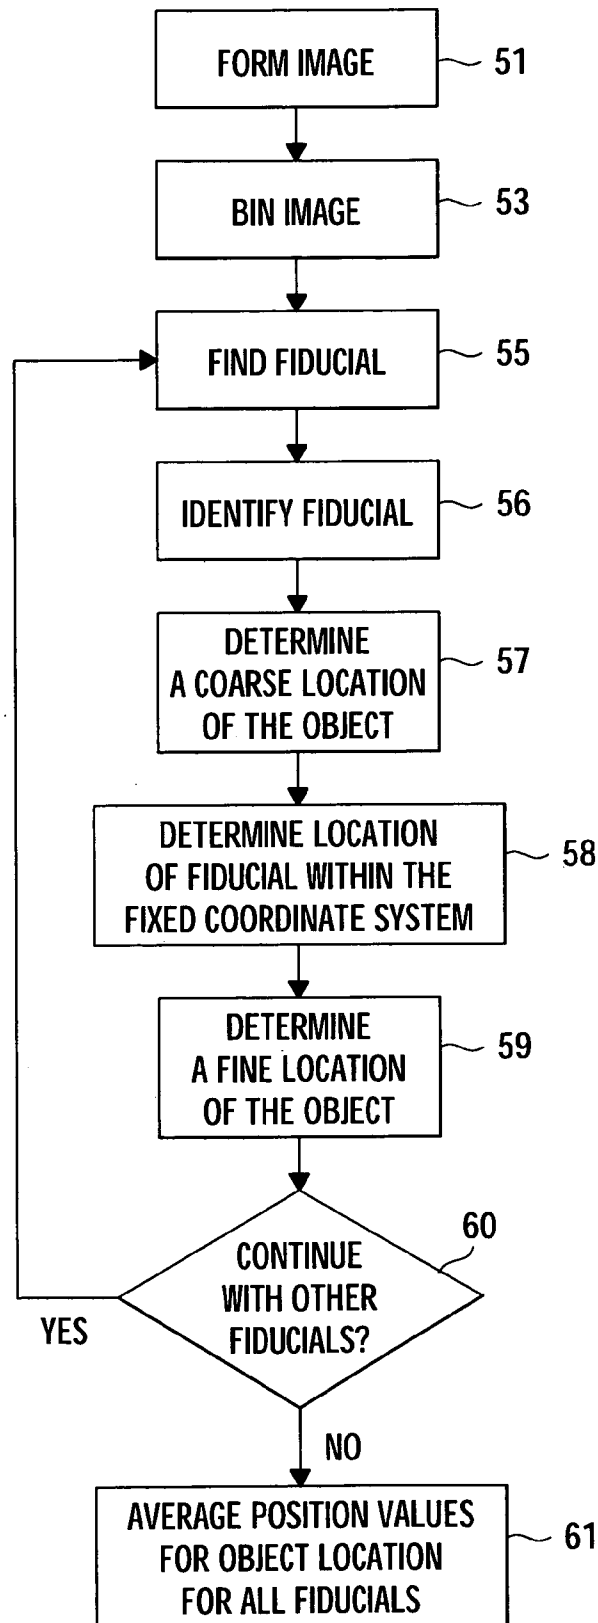 FORM IMAGE
51
BIN IMAGE
53
FIND FIDUCIAL
55
IDENTIFY FIDUCIAL
56
DETERMINE
A COARSE LOCATION
OF THE OBJECT
57
DETERMINE LOCATION
OF FIDUCIAL WITHIN THE
FIXED COORDINATE SYSTEM
58
DETERMINE
A FINE LOCATION
OF THE OBJECT
59
CONTINUE
WITH OTHER
FIDUCIALS?
60
YES
NO
AVERAGE POSITION VALUES
FOR OBJECT LOCATION
FOR ALL FIDUCIALS
61